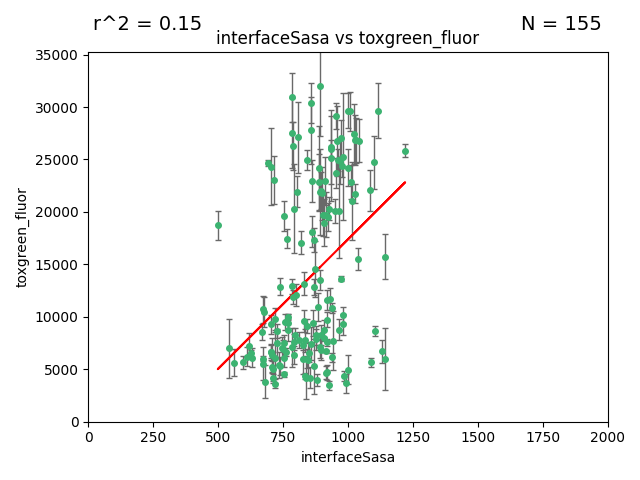 r^2 = 0.15
N = 155
interfaceSasa vs toxgreen_fluor
35000
30000
25000
20000
15000
10000
5000
0
toxgreen_fluor
0 250 500 750 1000 1250 1500 1750 2000
interfaceSasa